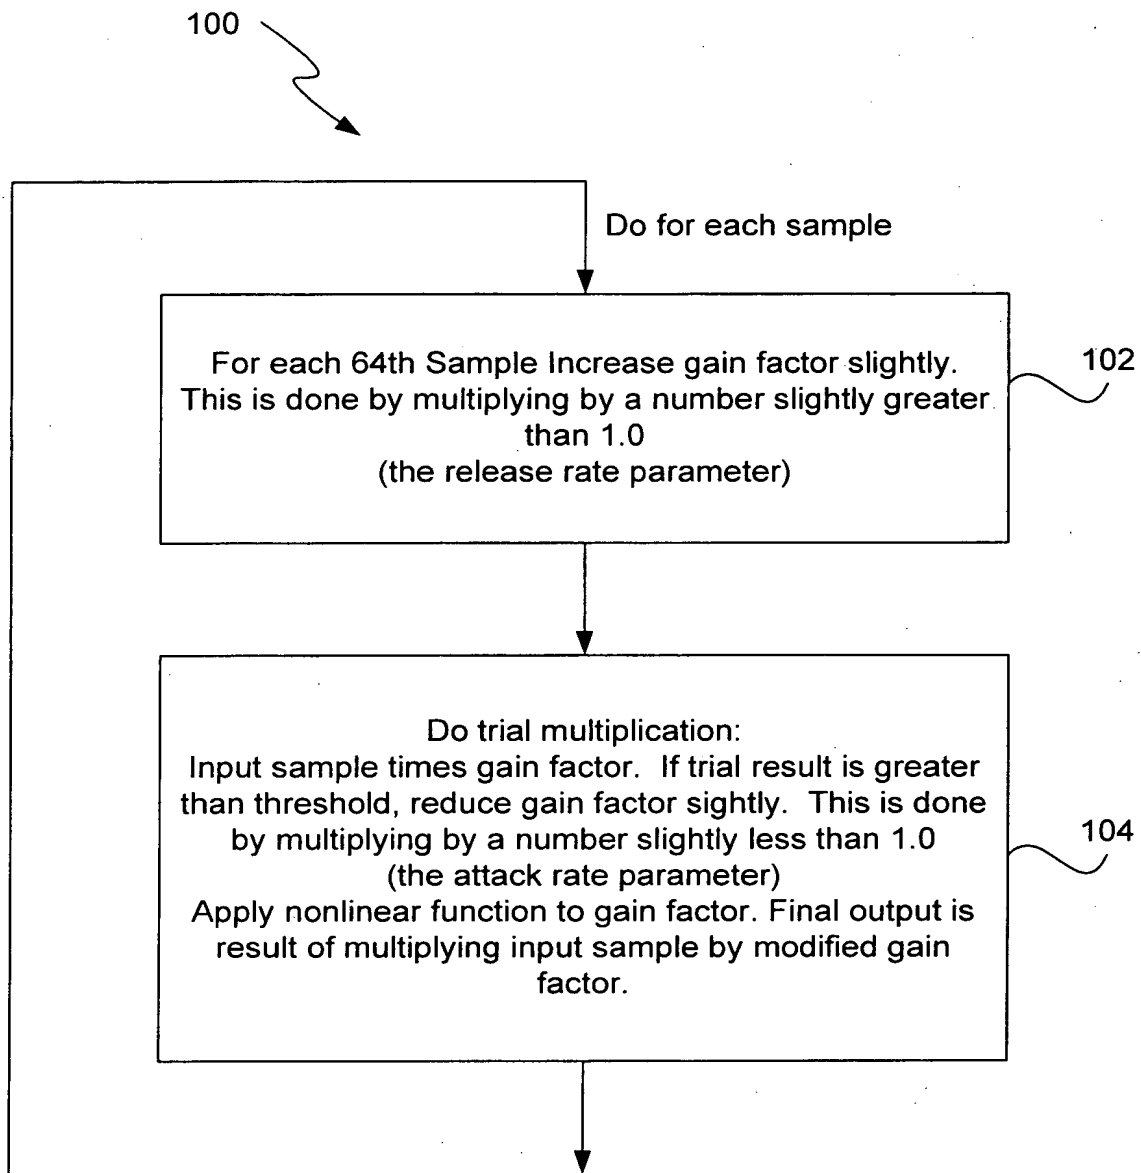 100
Do for each sample
For each 64th Sample Increase gain factor slightly.
This is done by multiplying by a number slightly greater
than 1.0
(the release rate parameter)
102
Do trial multiplication:
Input sample times gain factor.  If trial result is greater
than threshold, reduce gain factor sightly.  This is done
by multiplying by a number slightly less than 1.0
(the attack rate parameter)
Apply nonlinear function to gain factor. Final output is
result of multiplying input sample by modified gain
factor.
104